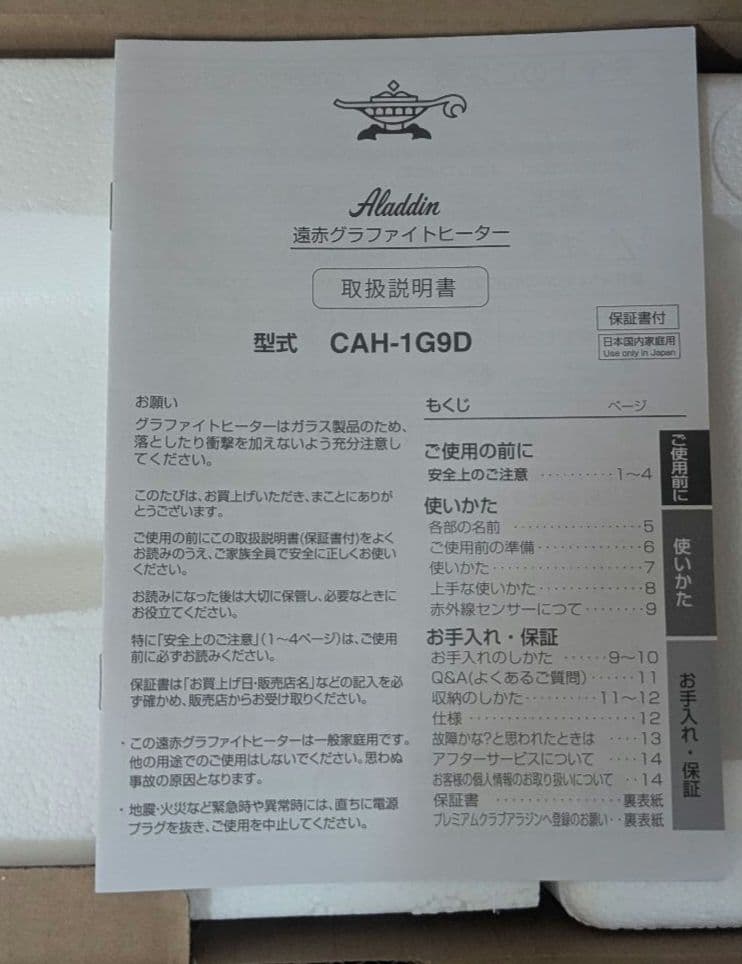 Aladdin
遠赤グラファイトヒーター
取扱説明書
型式 CAH-1G9D
保証書付
日本国内家庭用
Use only in Japan
お願い
グラファイトヒーターはガラス製品のため、
落としたり衝撃を加えないよう充分注意し
てください。
このたびは、お買上げいただき、まことにありが
とうございます。
ご使用の前にこの取扱説明書(保証書付)をよく
お読みのうえ、ご家族全員で安全に正しくお使い
ください。
お読みになった後は大切に保管し、必要なときに
お役立てください。
特に「安全上のご注意」(1〜4ページ)は、ご使用
前に必ずお読みください。
保証書は「お買上げ日・販売店名」などの記入を必
ず確かめ、販売店からお受け取りください。
・この遠赤グラファイトヒーターは一般家庭用です。
他の用途でのご使用はしないでください。思わぬ
事故の原因となります。
・地震・火災など緊急時や異常時には、直ちに電源
プラグを抜き、ご使用を中止してください。
もくじ ページ
ご使用の前に
安全上のご注意 ・・・・・・・・・・1〜4
使いかた
各部の名前 ・・・・・・・・・・・・・・・・5
ご使用前の準備・・・・・・・・・・・・・6
使いかた・・・・・・・・・・・・・・・・・・・7
上手な使いかた・・・・・・・・・・・・・8
赤外線センサーにつて・・・・・・・・9
お手入れ・保証
お手入れのしかた ・・・・・・9〜10
Q&A(よくあるご質問)・・・・・・11
収納のしかた・・・・・・・・・11〜12
仕様 ・・・・・・・・・・・・・・・・・・・・・12
故障かな?と思われたときは ・・・・13
アフターサービスについて ・・・・・14
お客様の個人情報のお取り扱いについて ・・14
保証書 ・・・・・・・・・・・・・・・・裏表紙
プレミアムクラブアラジンへ登録のお願い・・裏表紙
ご使用前に
使いかた
お手入れ・保証